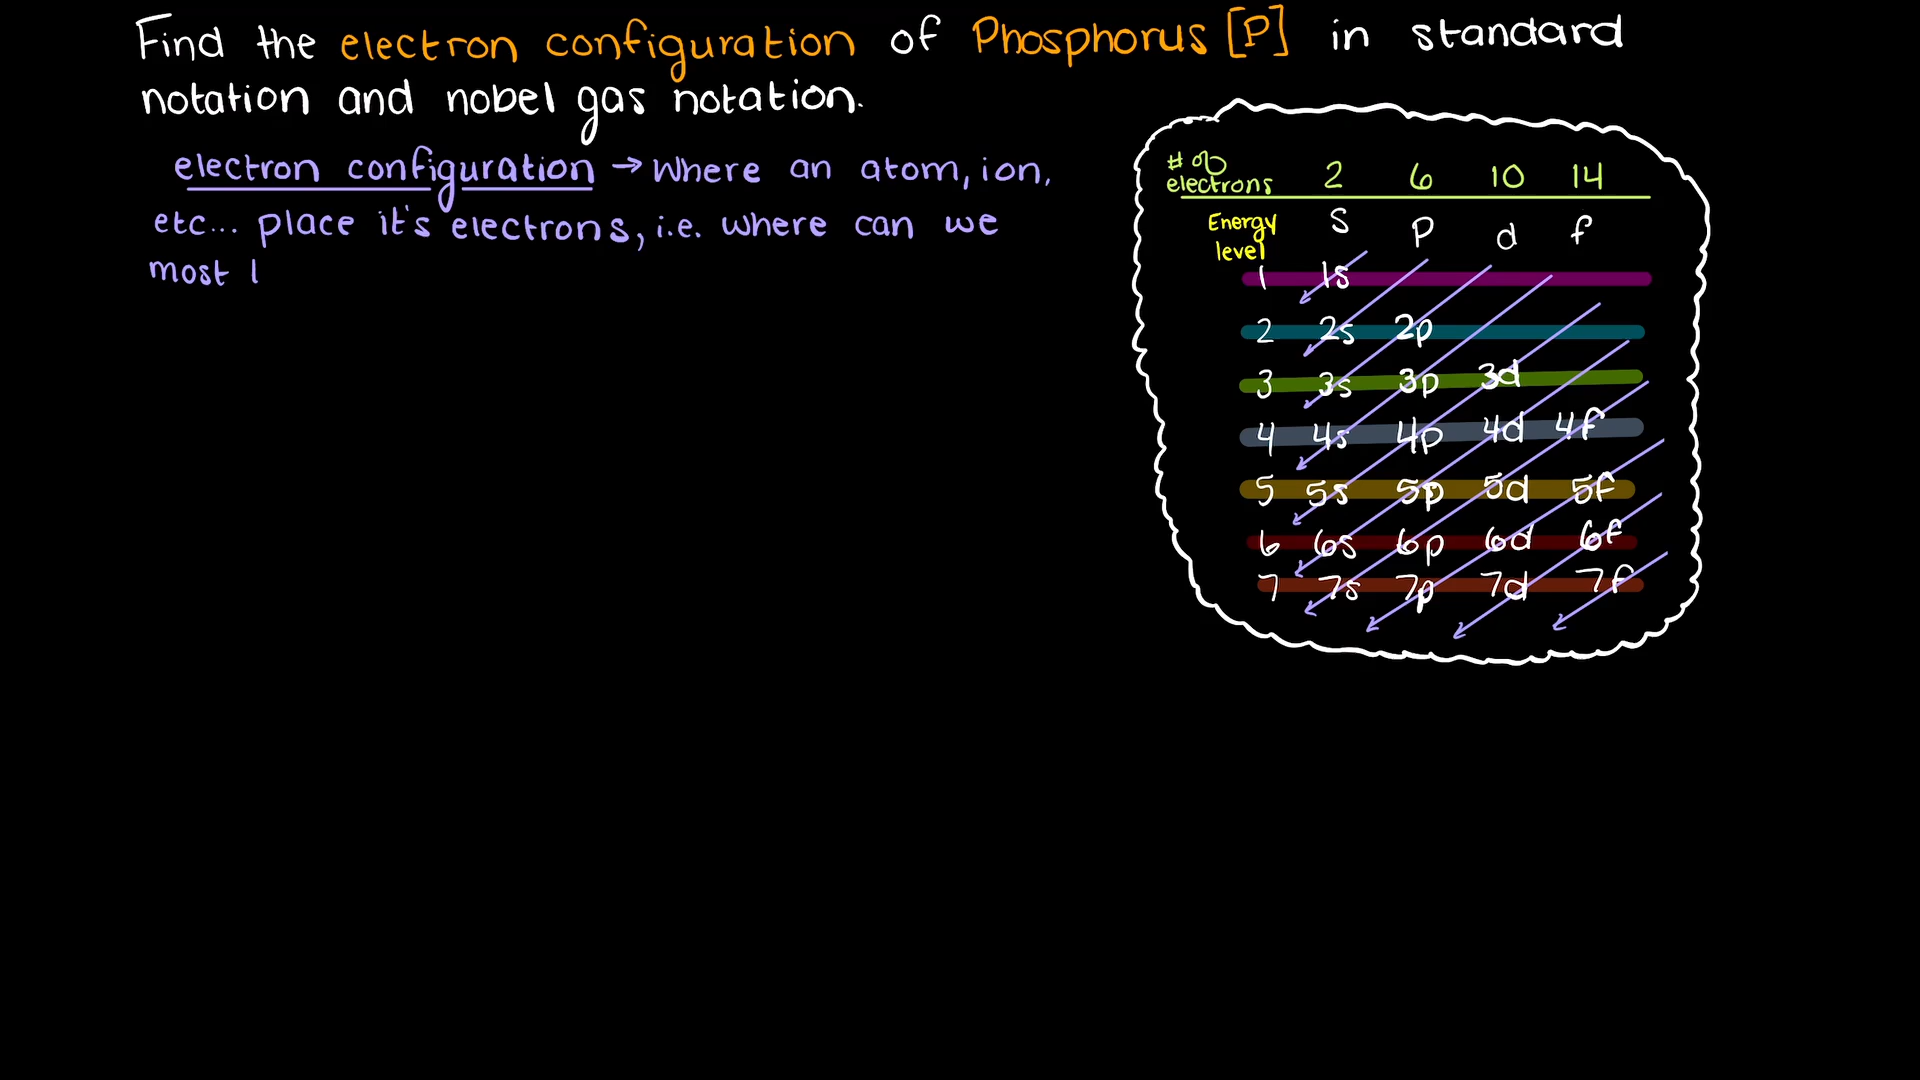 Find the electron configuration of Phosphorus [P] in standard
notation and nobel gas notation.
electron configuration → Where an atom, ion,
etc... place it's electrons, i.e. where can we
most l
# of
electrons 2 6 10 14
Energy
level s p d f
1 1s
2 2s 2p
3 3s 3p 3d
4 4s 4p 4d 4f
5 5s 5p 5d 5f
6 6s 6p 6d 6f
7 7s 7p 7d 7f